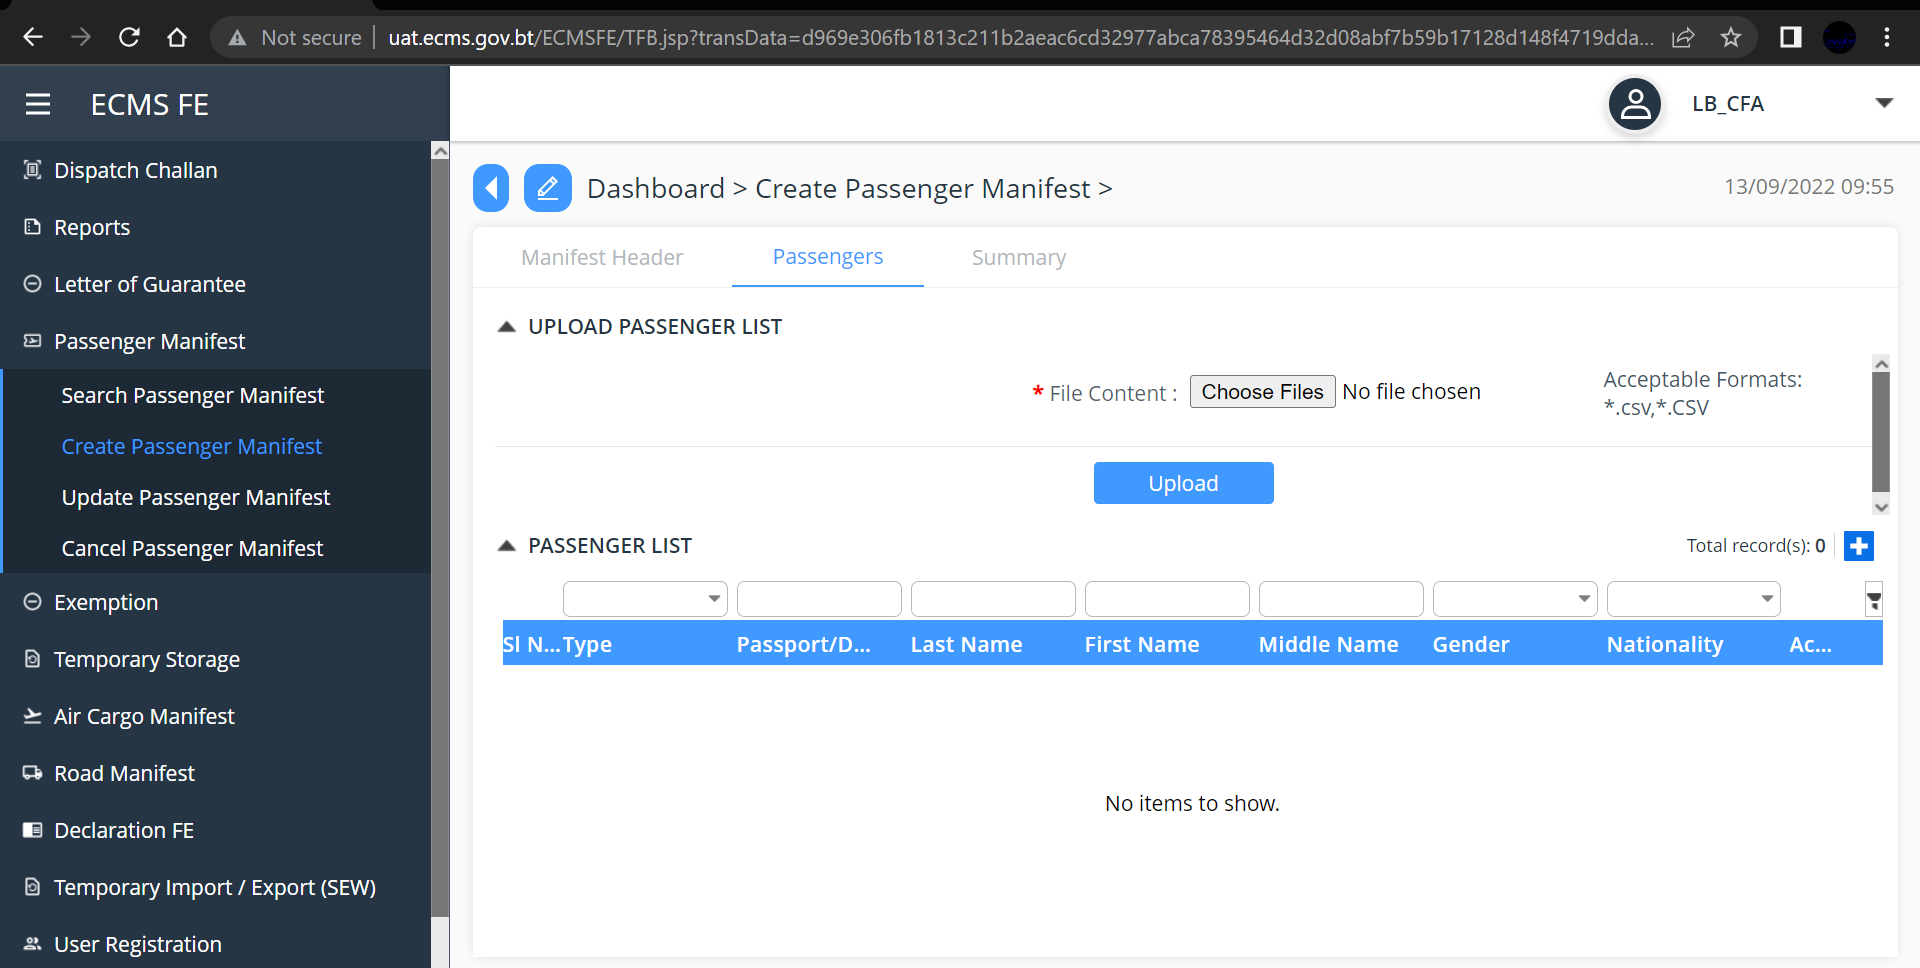 Not secure
uat.ecms.gov.bt/ECMSFE/TFB.jsp?transData=d969e306fb1813c211b2aeac6cd32977abca78395464d32d08abf7b59b17128d148f4719dda...
ECMS FE
LB_CFA
Dispatch Challan
Reports
Letter of Guarantee
Passenger Manifest
Search Passenger Manifest
Create Passenger Manifest
Update Passenger Manifest
Cancel Passenger Manifest
Exemption
Temporary Storage
Air Cargo Manifest
Road Manifest
Declaration FE
Temporary Import / Export (SEW)
User Registration
Dashboard > Create Passenger Manifest >
13/09/2022 09:55
Manifest Header Passengers Summary
UPLOAD PASSENGER LIST
* File Content : Choose Files No file chosen
Acceptable Formats:
*.csv,*.CSV
Upload
PASSENGER LIST
Total record(s): 0
Sl N... Type Passport/D... Last Name First Name Middle Name Gender Nationality Ac...
No items to show.